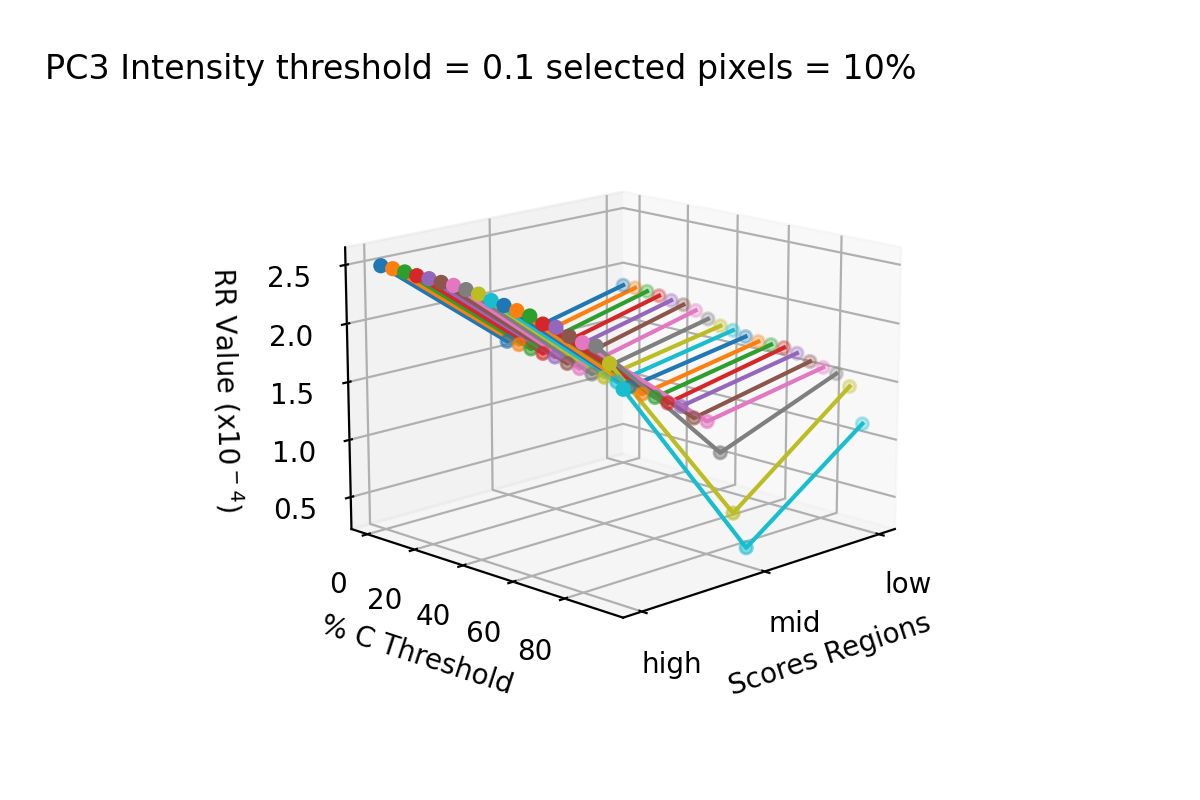 PC3 Intensity threshold = 0.1 selected pixels = 10%
RR Value (x10⁻⁴)
2.5
2.0
1.5
1.0
0.5
0
20
40
60
80
% C Threshold
high
mid
low
Scores Regions